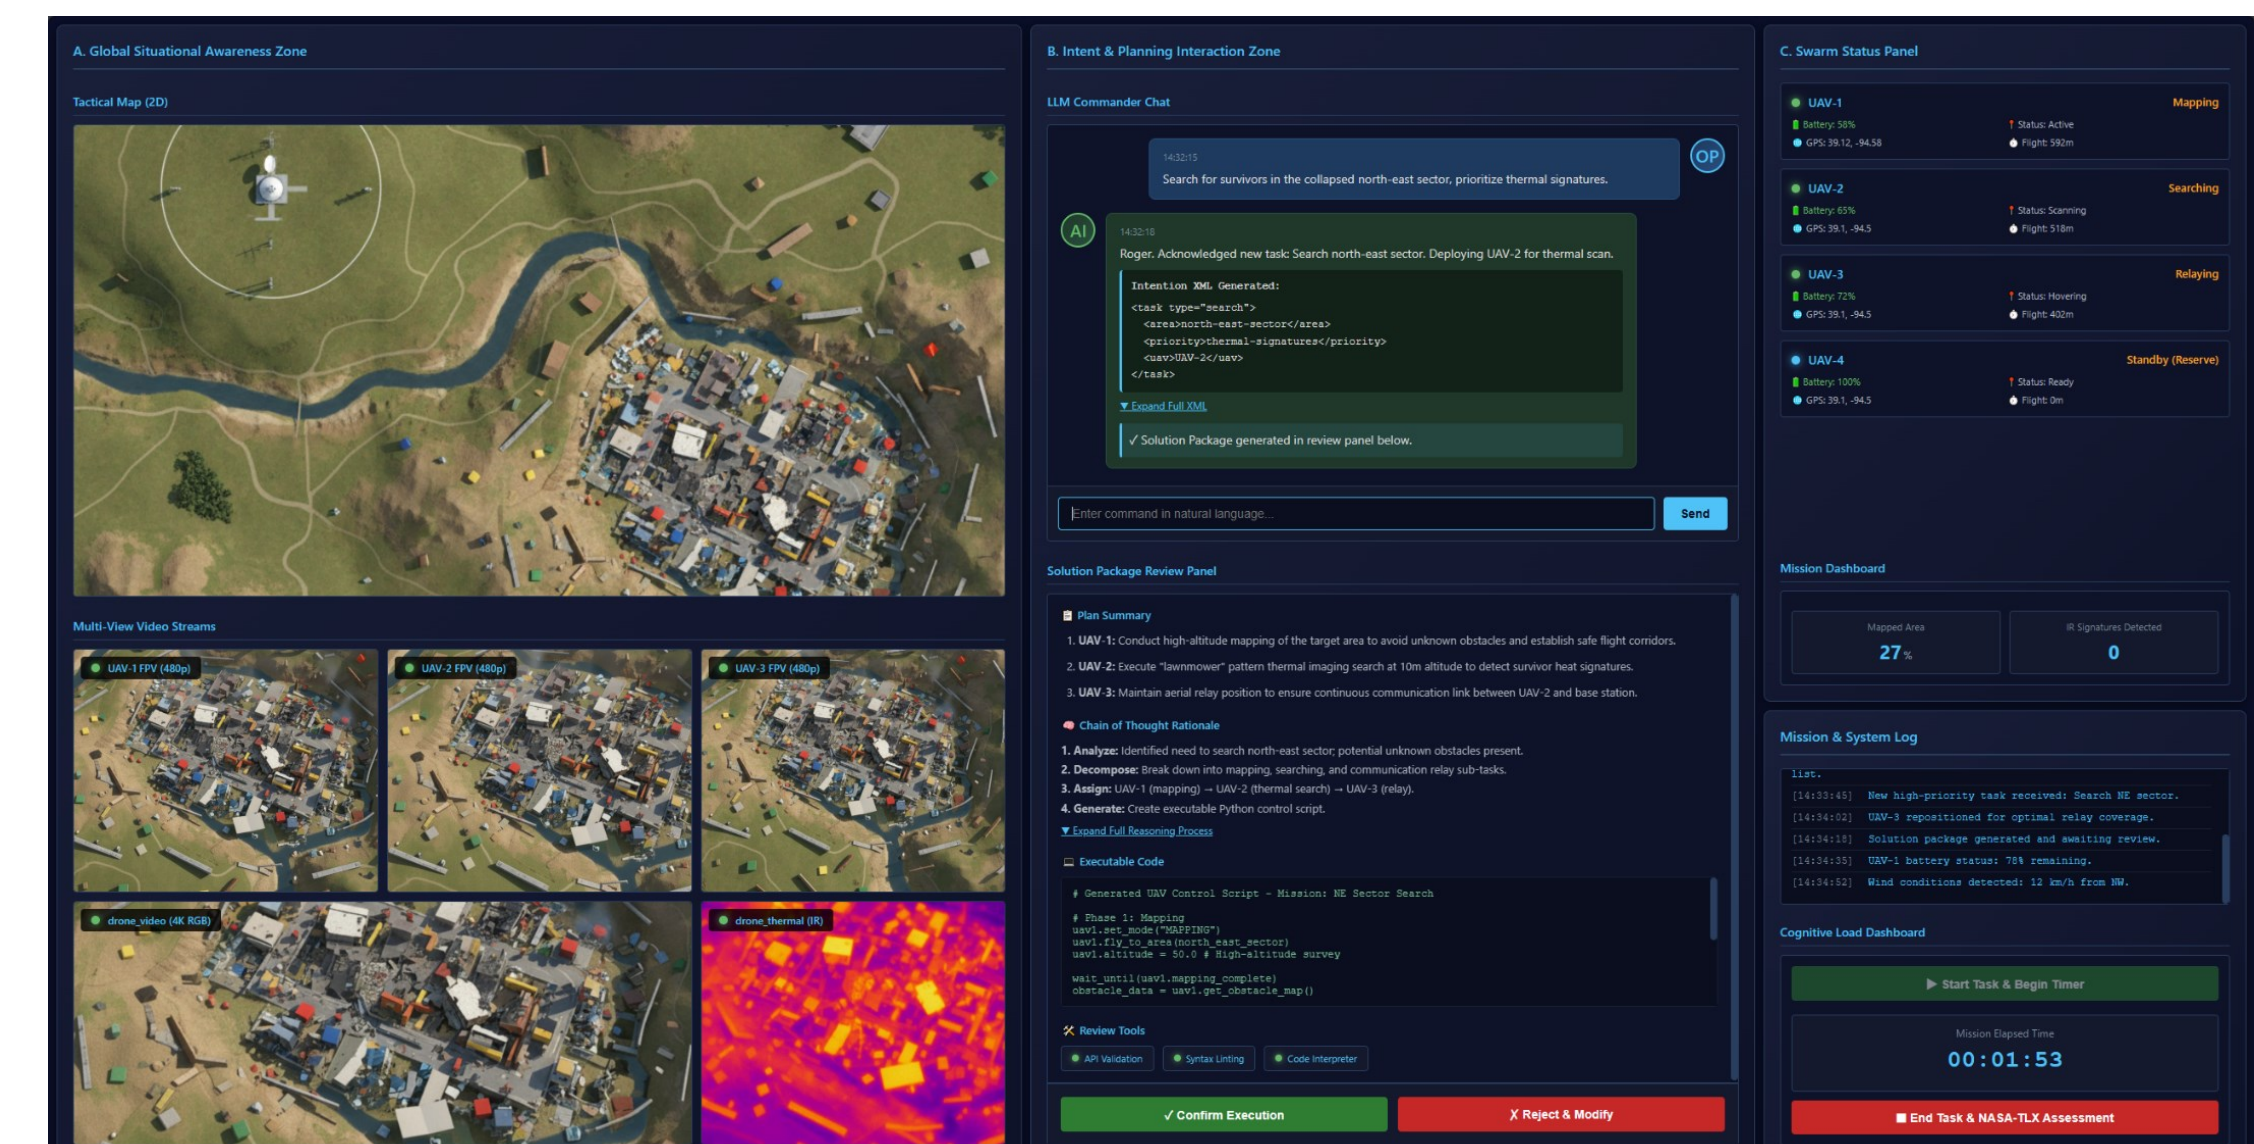 A. Global Situational Awareness Zone
Tactical Map (2D)
Multi-View Video Streams
UAV-1 FPV (480p)
UAV-2 FPV (480p)
UAV-3 FPV (480p)
drone_video (4K RGB)
drone_thermal (IR)
B. Intent & Planning Interaction Zone
LLM Commander Chat
14:32:15
Search for survivors in the collapsed north-east sector, prioritize thermal signatures.
OP
AI
14:32:18
Roger. Acknowledged new task: Search north-east sector. Deploying UAV-2 for thermal scan.
Intention XML Generated:
<task type="search">
<area>north-east-sector</area>
<priority>thermal-signatures</priority>
<uav>UAV-2</uav>
</task>
▼ Expand Full XML
✓ Solution Package generated in review panel below.
Enter command in natural language...
Send
Solution Package Review Panel
Plan Summary
1. UAV-1: Conduct high-altitude mapping of the target area to avoid unknown obstacles and establish safe flight corridors.
2. UAV-2: Execute "lawnmower" pattern thermal imaging search at 10m altitude to detect survivor heat signatures.
3. UAV-3: Maintain aerial relay position to ensure continuous communication link between UAV-2 and base station.
Chain of Thought Rationale
1. Analyze: Identified need to search north-east sector; potential unknown obstacles present.
2. Decompose: Break down into mapping, searching, and communication relay sub-tasks.
3. Assign: UAV-1 (mapping) → UAV-2 (thermal search) → UAV-3 (relay).
4. Generate: Create executable Python control script.
▼ Expand Full Reasoning Process
Executable Code
# Generated UAV Control Script - Mission: NE Sector Search
# Phase 1: Mapping
uav1.set_mode("MAPPING")
uav1.fly_to_area(north_east_sector)
uav1.altitude = 50.0 # High-altitude survey
wait_until(uav1.mapping_complete)
obstacle_data = uav1.get_obstacle_map()
Review Tools
API Validation
Syntax Linting
Code Interpreter
✓ Confirm Execution
✗ Reject & Modify
C. Swarm Status Panel
UAV-1 Mapping
Battery: 58% Status: Active
GPS: 39.12, -94.58 Flight: 592m
UAV-2 Searching
Battery: 65% Status: Scanning
GPS: 39.1, -94.5 Flight: 518m
UAV-3 Relaying
Battery: 72% Status: Hovering
GPS: 39.1, -94.5 Flight: 402m
UAV-4 Standby (Reserve)
Battery: 100% Status: Ready
GPS: 39.1, -94.5 Flight: 0m
Mission Dashboard
Mapped Area
27%
IR Signatures Detected
0
Mission & System Log
list.
[14:33:45] New high-priority task received: Search NE sector.
[14:34:02] UAV-3 repositioned for optimal relay coverage.
[14:34:18] Solution package generated and awaiting review.
[14:34:35] UAV-1 battery status: 78% remaining.
[14:34:52] Wind conditions detected: 12 km/h from NW.
Cognitive Load Dashboard
▶ Start Task & Begin Timer
Mission Elapsed Time
00:01:53
■ End Task & NASA-TLX Assessment